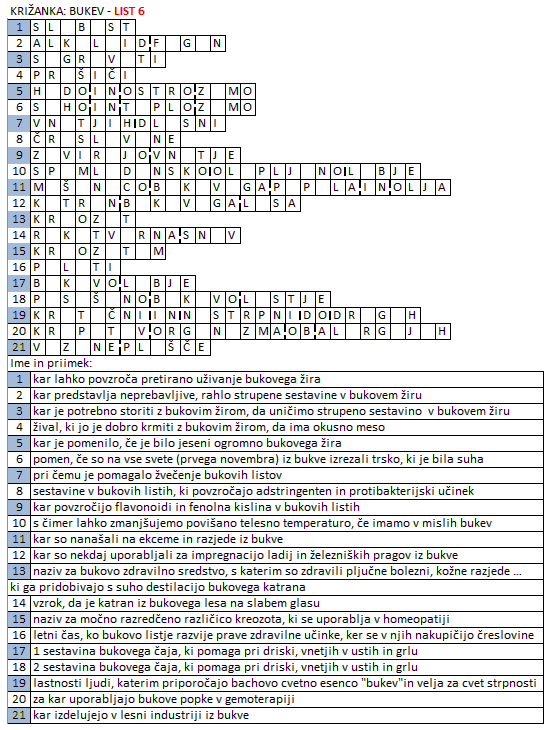 KRIŽANKA: BUKEV - LIST 6
1 S L B S T
2 A L K L I D F G N
3 S G R V T I
4 P R Š I Č I
5 H D O I N O S T R O Z M O
6 S H O I N T P L O Z M O
7 V N T J I H D L S N I
8 Č R S L V N E
9 Z V I R J O V N T J E
10 S P M L D N S K O O L P L J N O L B J E
11 M Š N C O B K V G A P P L A I N O L J A
12 K T R N B K V G A L S A
13 K R O Z T
14 R K T V R N A S N V
15 K R O Z T M
16 P L T I
17 B K V O L B J E
18 P S Š N O B K V O L S T J E
19 K R T Č N I I N N S T R P N I D O D R G H
20 K R P T V O R G N Z M A O B A L R G J H
21 V Z N E P L Š Č E
Ime in priimek:
1 kar lahko povzroča pretirano uživanje bukovega žira
2 kar predstavlja neprebavljive, rahlo strupene sestavine v bukovem žiru
3 kar je potrebno storiti z bukovim žirom, da uničimo strupeno sestavino v bukovem žiru
4 žival, ki jo je dobro krmiti z bukovim žirom, da ima okusno meso
5 kar je pomenilo, če je bilo jeseni ogromno bukovega žira
6 pomen, če so na vse svete (prvega novembra) iz bukve izrezali trsko, ki je bila suha
7 pri čemu je pomagalo žvečenje bukovih listov
8 sestavine v bukovih listih, ki povzročajo adstringenten in protibakterijski učinek
9 kar povzročijo flavonoidi in fenolna kislina v bukovih listih
10 s čimer lahko zmanjšujemo povišano telesno temperaturo, če imamo v mislih bukev
11 kar so nanašali na ekceme in razjede iz bukve
12 kar so nekdaj uporabljali za impregnacijo ladij in železniških pragov iz bukve
13 naziv za bukovo zdravilno sredstvo, s katerim so zdravili pljučne bolezni, kožne razjede ...
ki ga pridobivajo s suho destilacijo bukovega katrana
14 vzrok, da je katran iz bukovega lesa na slabem glasu
15 naziv za močno razredčeno različico kreozota, ki se uporablja v homeopatiji
16 letni čas, ko bukovo listje razvije prave zdravilne učinke, ker se v njih nakupičijo čreslovine
17 1 sestavina bukovega čaja, ki pomaga pri driski, vnetjih v ustih in grlu
18 2 sestavina bukovega čaja, ki pomaga pri driski, vnetjih v ustih in grlu
19 lastnosti ljudi, katerim priporočajo bachovo cvetno esenco "bukev"in velja za cvet strpnosti
20 za kar uporabljajo bukove popke v gemoterapiji
21 kar izdelujejo v lesni industriji iz bukve